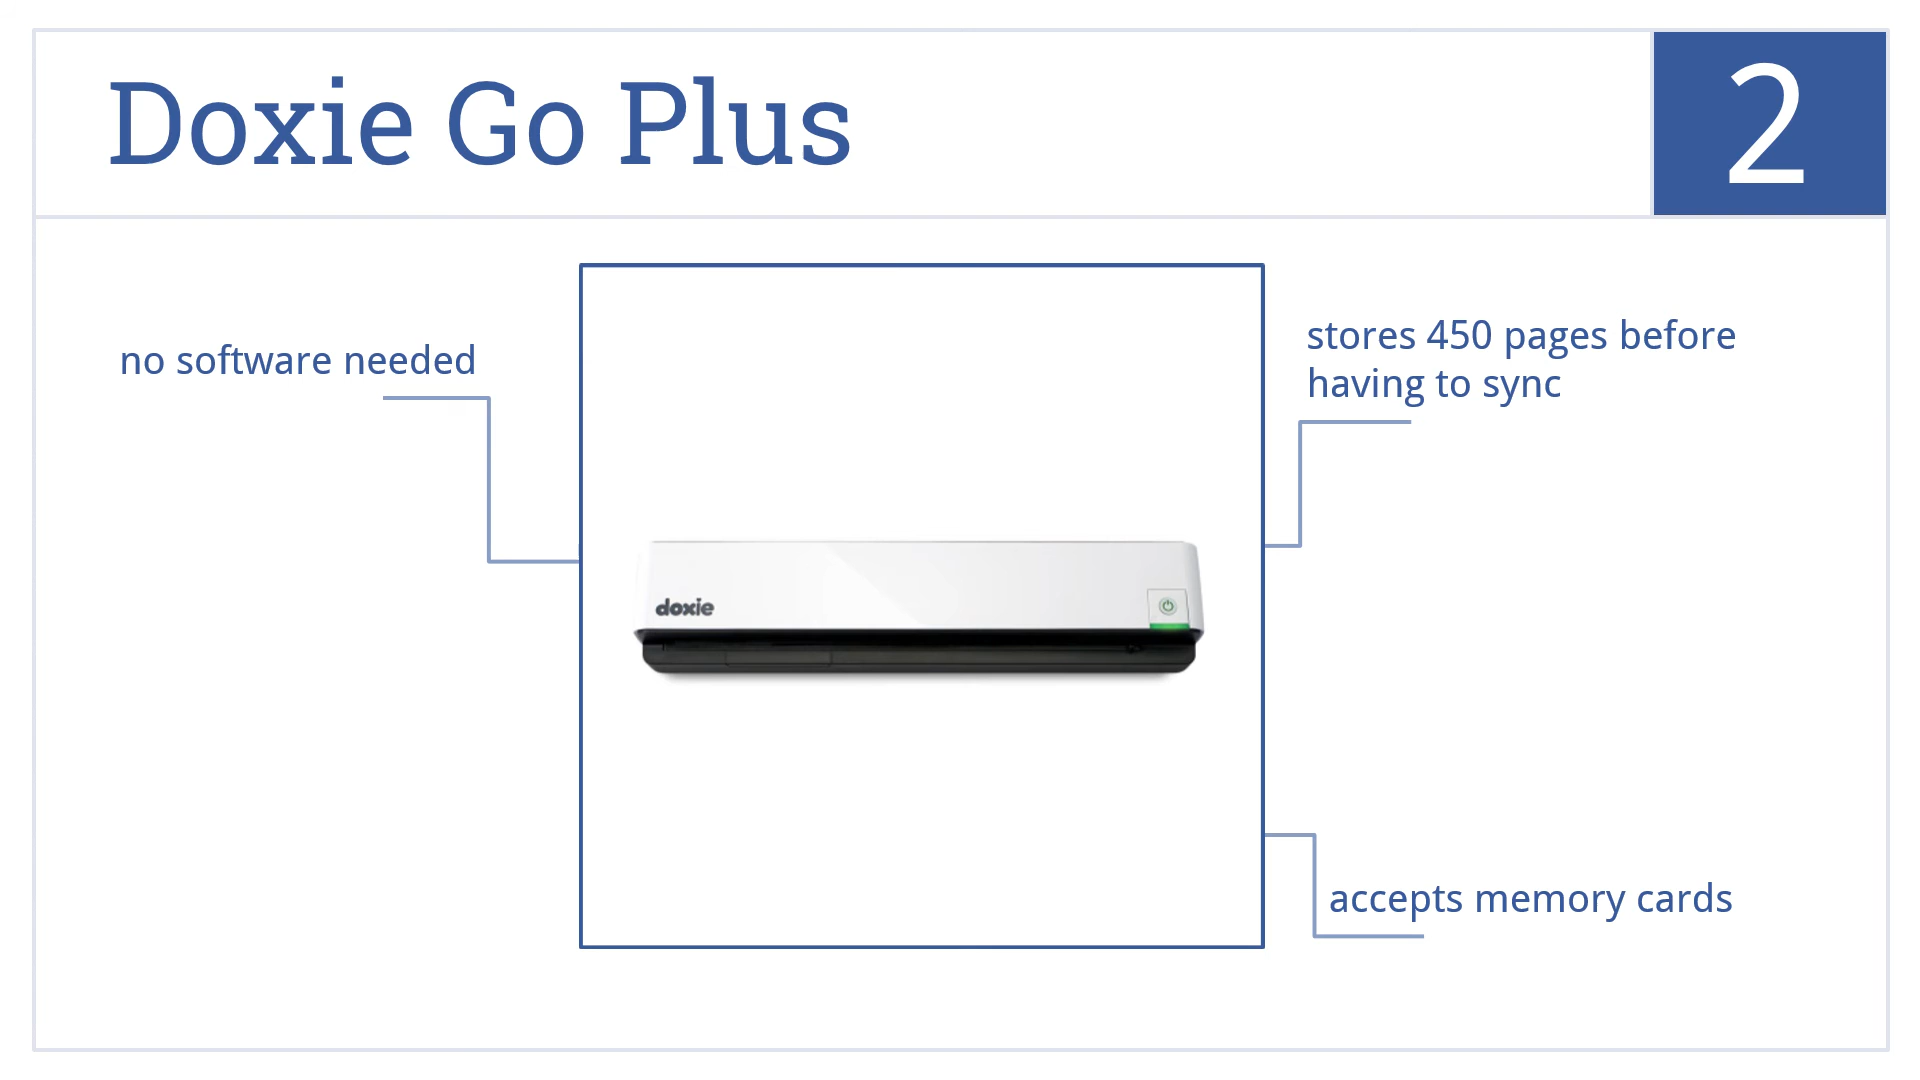 Doxie Go Plus
2
no software needed
stores 450 pages before
having to sync
doxie
accepts memory cards